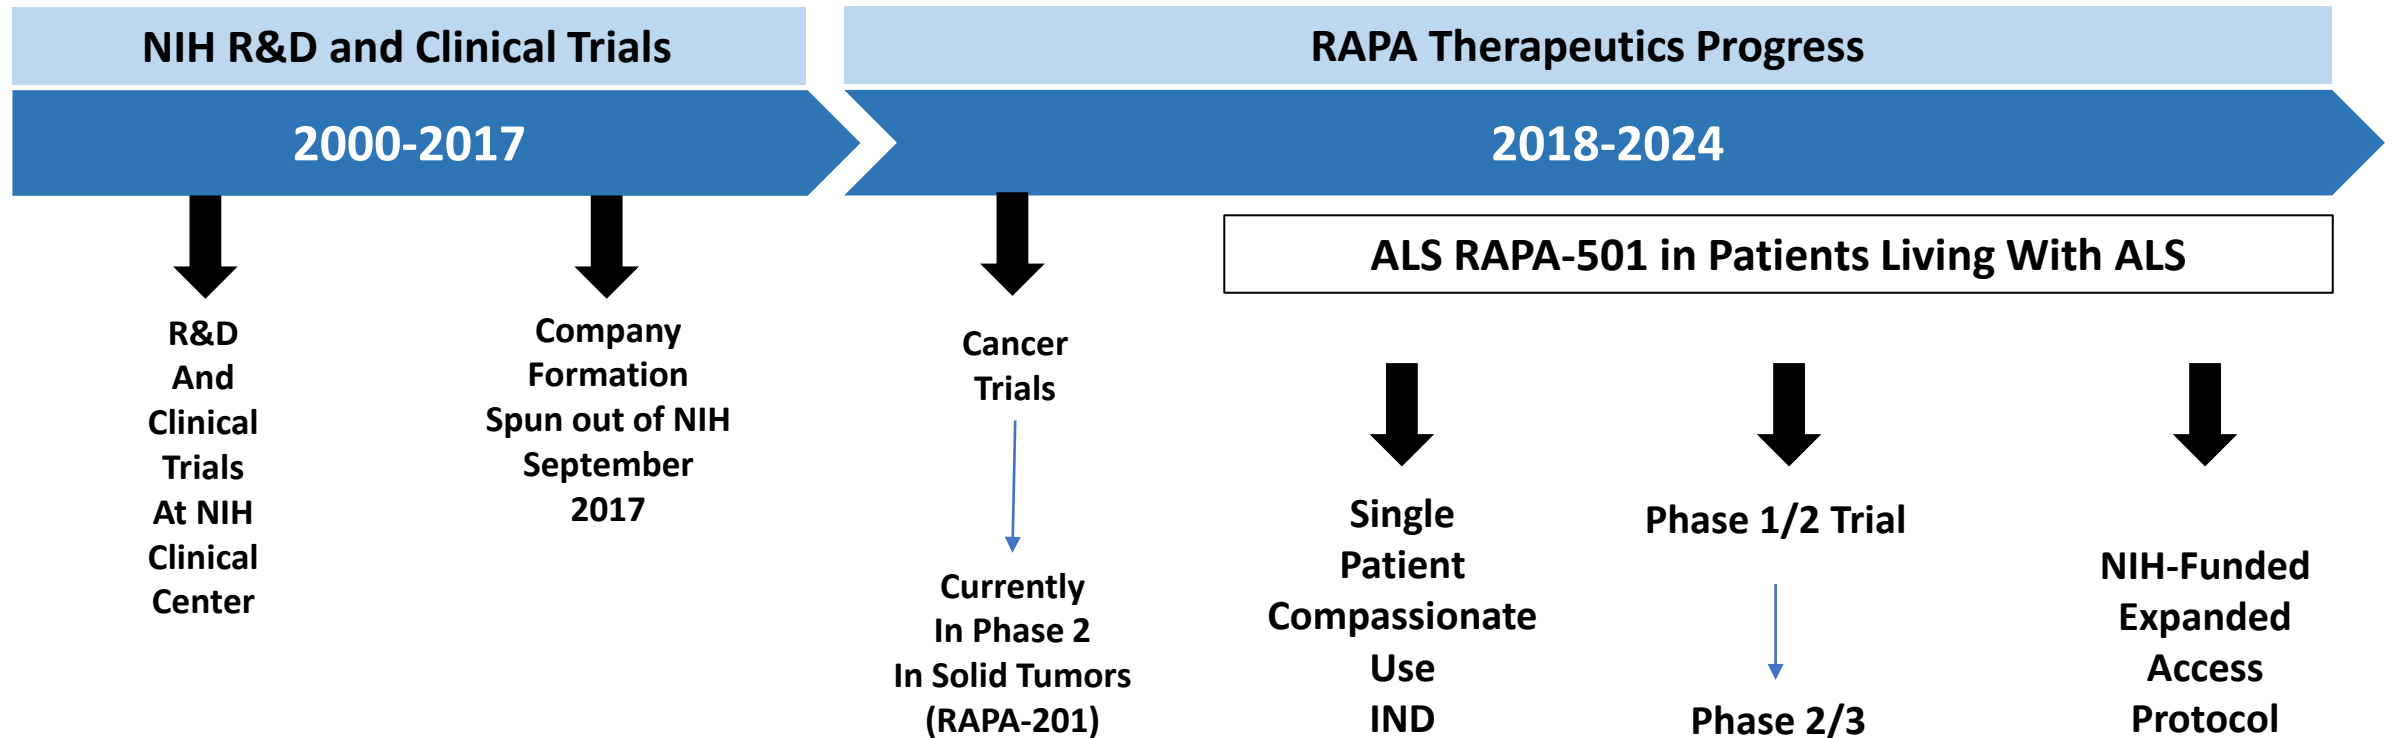 NIH R&D and Clinical Trials
RAPA Therapeutics Progress
2000-2017
2018-2024
R&D
And
Clinical
Trials
At NIH
Clinical
Center
Company
Formation
Spun out of NIH
September
2017
Cancer
Trials
Currently
In Phase 2
In Solid Tumors
(RAPA-201)
ALS RAPA-501 in Patients Living With ALS
Single
Patient
Compassionate
Use
IND
Phase 1/2 Trial
Phase 2/3
NIH-Funded
Expanded
Access
Protocol